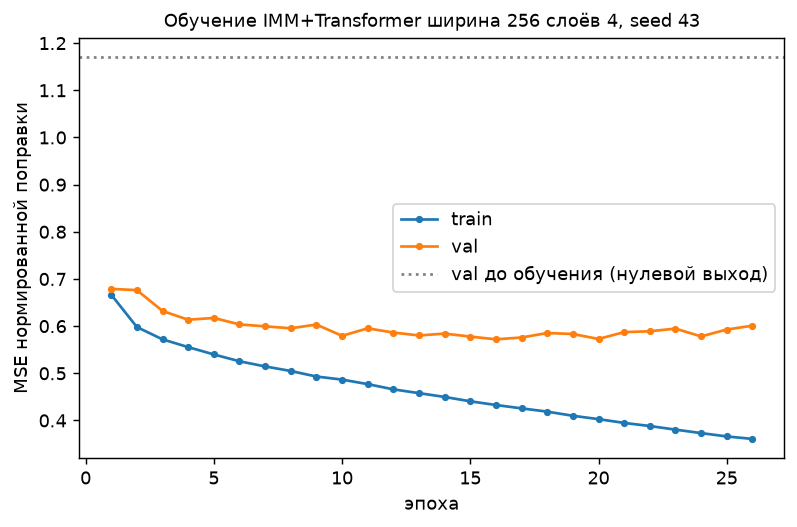 Обучение IMM+Transformer ширина 256 слоёв 4, seed 43
MSE нормированной поправки
1.2
1.1
1.0
0.9
0.8
0.7
0.6
0.5
0.4
train
val
val до обучения (нулевой выход)
0 5 10 15 20 25
эпоха